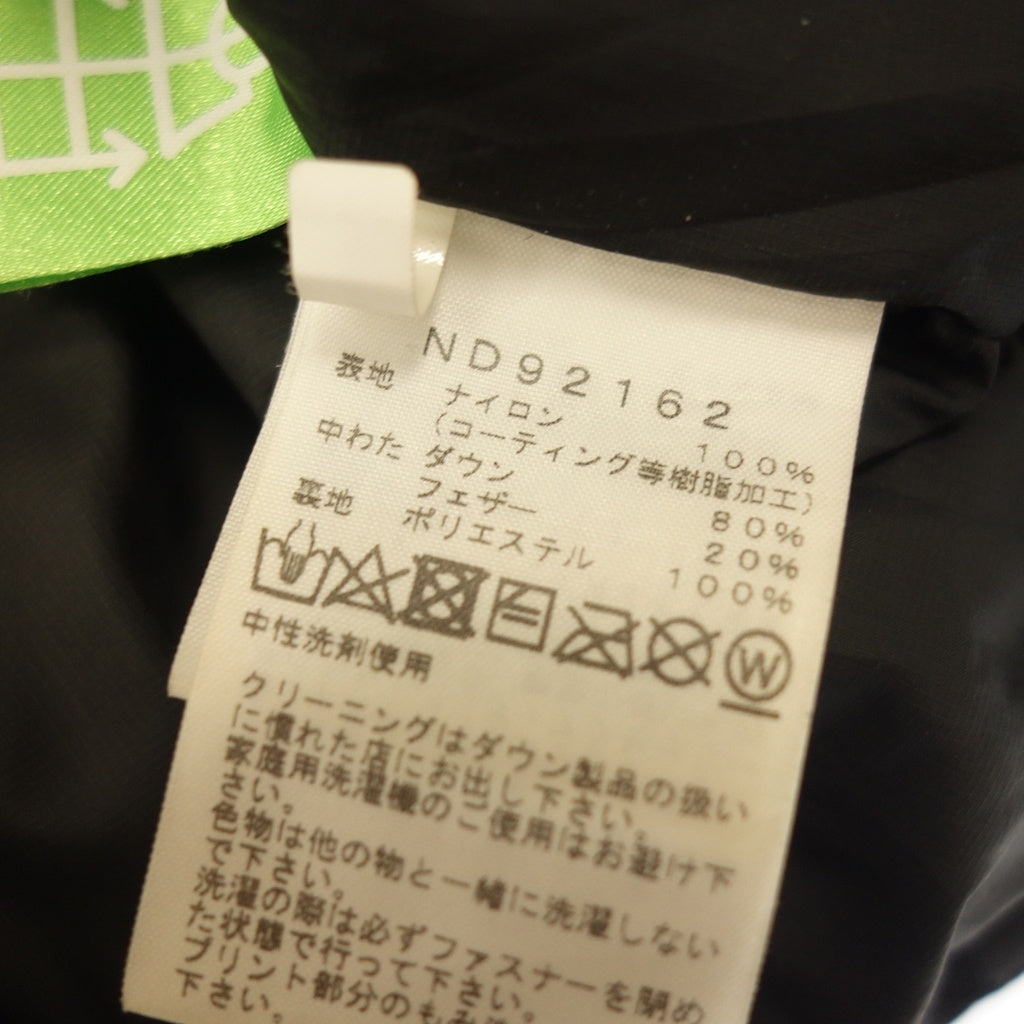 ND92162
表地 ナイロン 100%
(コーティング等樹脂加工)
中わた ダウン 80%
フェザー 20%
裏地 ポリエステル 100%
W
中性洗剤使用
クリーニングはダウン製品の扱い
に慣れた店にお出し下さい。
家庭用洗濯機のご使用はお避け下
さい。
色物は他の物と一緒に洗濯しない
で下さい。
洗濯の際は必ずファスナーを閉め
た状態で行って下さい。
プリント部分のもみ
下さい。